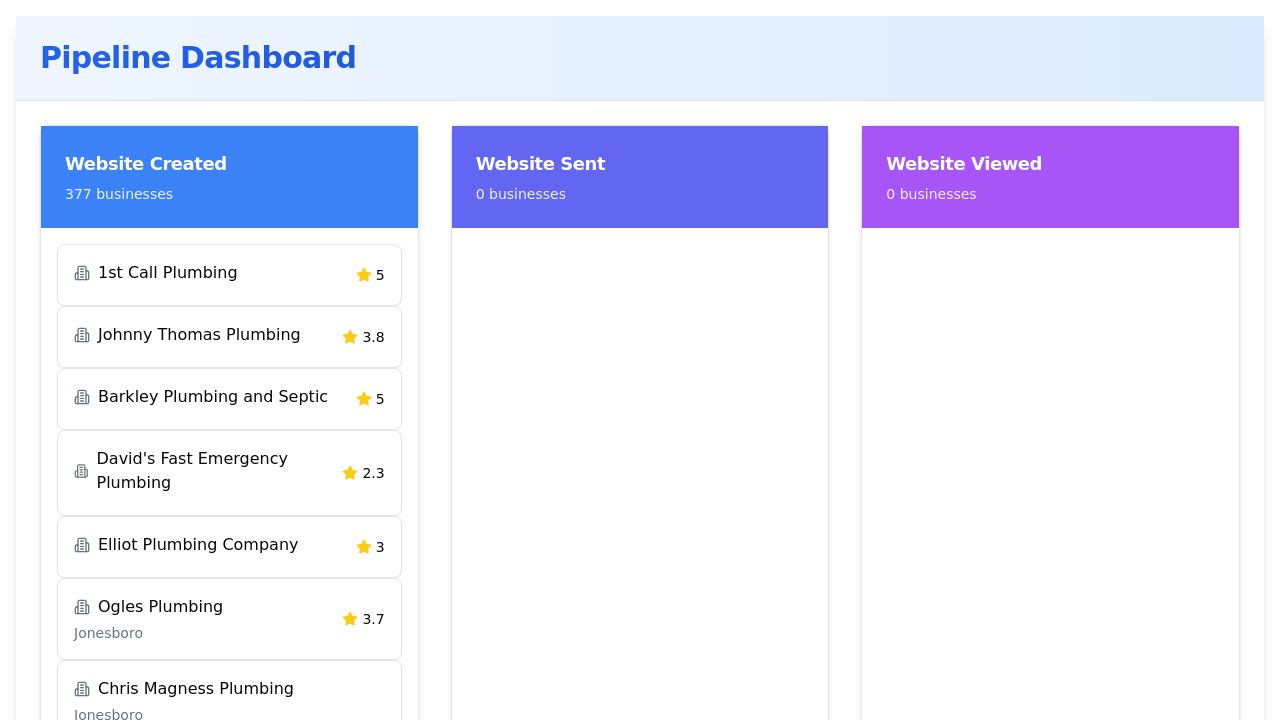 Pipeline Dashboard
Website Created
377 businesses
1st Call Plumbing
5
Johnny Thomas Plumbing
3.8
Barkley Plumbing and Septic
5
David's Fast Emergency
Plumbing
2.3
Elliot Plumbing Company
3
Ogles Plumbing
Jonesboro
3.7
Chris Magness Plumbing
Jonesboro
Website Sent
0 businesses
Website Viewed
0 businesses